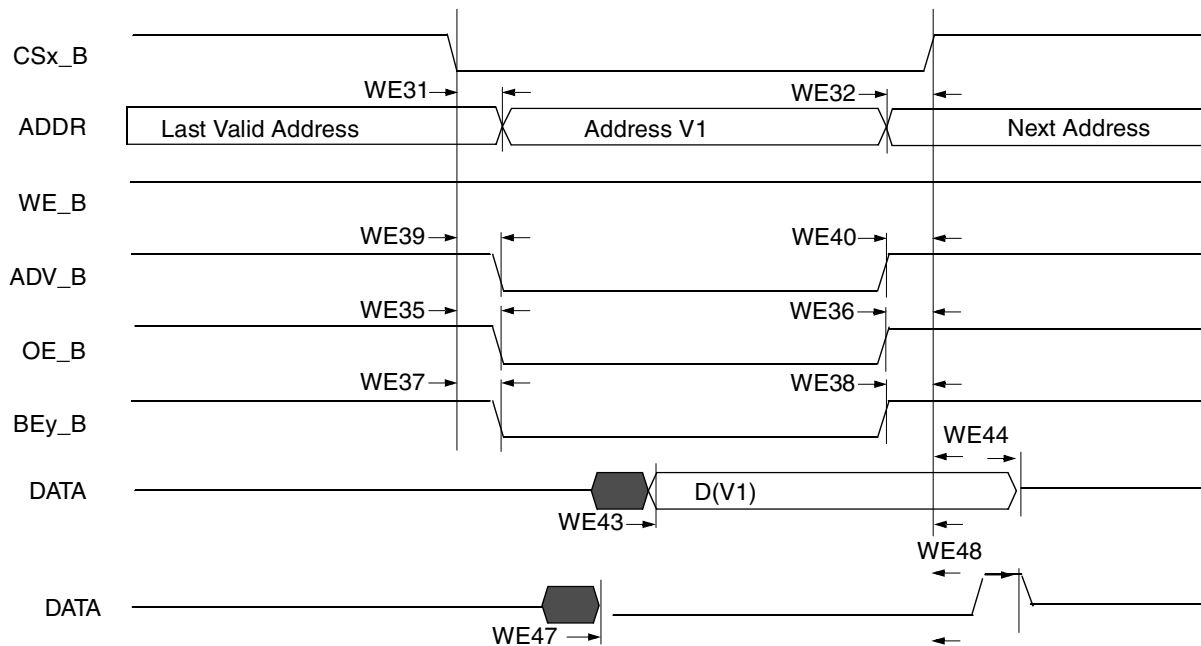 CSx_B
WE31
WE32
ADDR
Last Valid Address
Address V1
Next Address
WE_B
WE39
WE40
ADV_B
WE35
WE36
OE_B
WE37
WE38
BEy_B
WE44
DATA
D(V1)
WE43
WE48
DATA
WE47